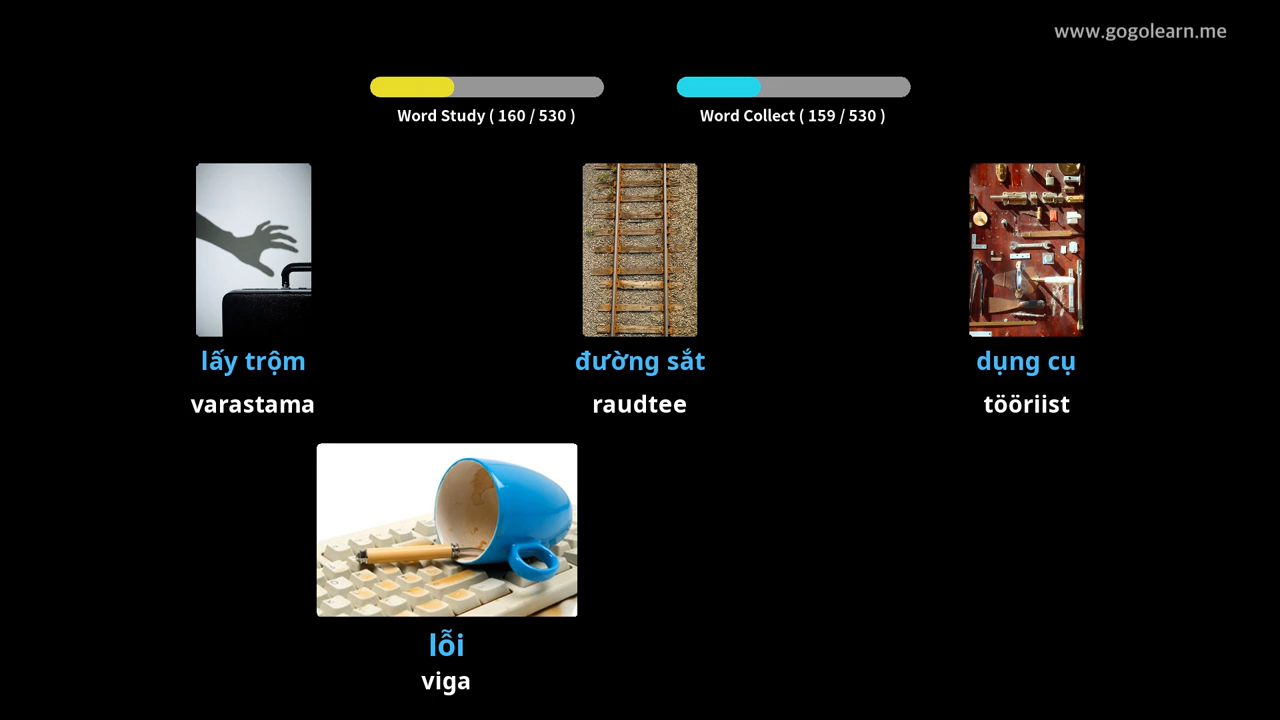 www.gogolearn.me
Word Study ( 160 / 530 )
Word Collect ( 159 / 530 )
lấy trộm
varastama
đường sắt
raudtee
dụng cụ
tööriist
lỗi
viga